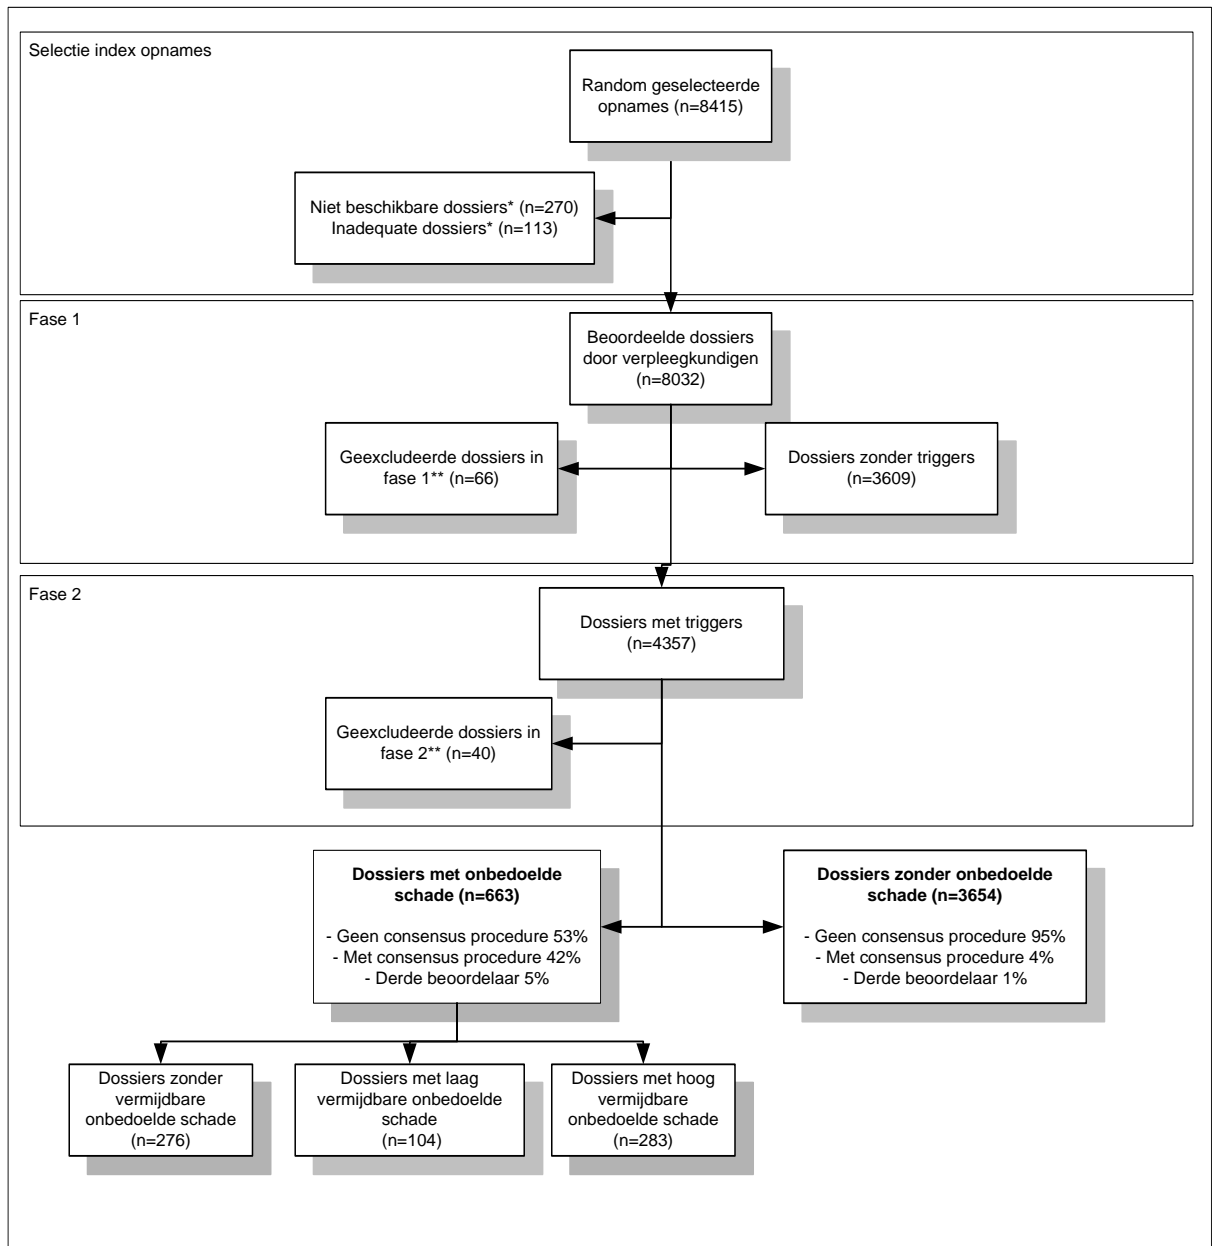 Selectie index opnames
Random geselecteerde
opnames (n=8415)
Niet beschikbare dossiers* (n=270)
Inadequate dossiers* (n=113)
Fase 1
Beoordeelde dossiers
door verpleegkundigen
(n=8032)
Geexcludeerde dossiers in
fase 1** (n=66)
Dossiers zonder triggers
(n=3609)
Fase 2
Dossiers met triggers
(n=4357)
Geexcludeerde dossiers in
fase 2** (n=40)
Dossiers met onbedoelde
schade (n=663)
- Geen consensus procedure 53%
- Met consensus procedure 42%
- Derde beoordelaar 5%
Dossiers zonder onbedoelde
schade (n=3654)
- Geen consensus procedure 95%
- Met consensus procedure 4%
- Derde beoordelaar 1%
Dossiers zonder
vermijdbare
onbedoelde schade
(n=276)
Dossiers met laag
vermijdbare onbedoelde
schade
(n=104)
Dossiers met hoog
vermijdbare
onbedoelde schade
(n=283)